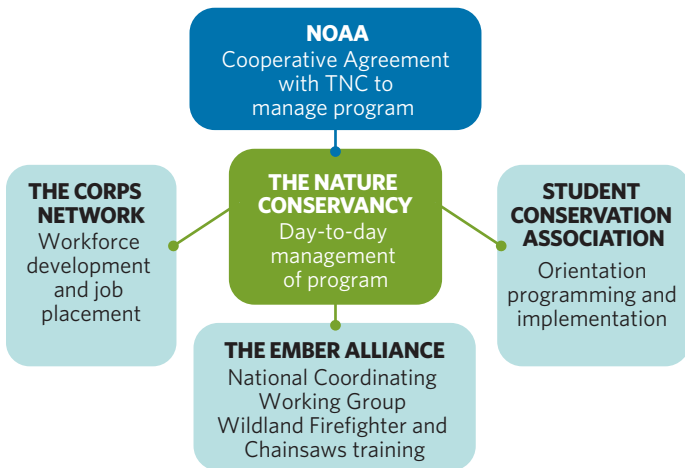 NOAA
Cooperative Agreement
with TNC to
manage program
THE CORPS
NETWORK
Workforce
development
and job
placement
THE NATURE
CONSERVANCY
Day-to-day
management
of program
STUDENT
CONSERVATION
ASSOCIATION
Orientation
programming and
implementation
THE EMBER ALLIANCE
National Coordinating
Working Group
Wildland Firefighter and
Chainsaws training